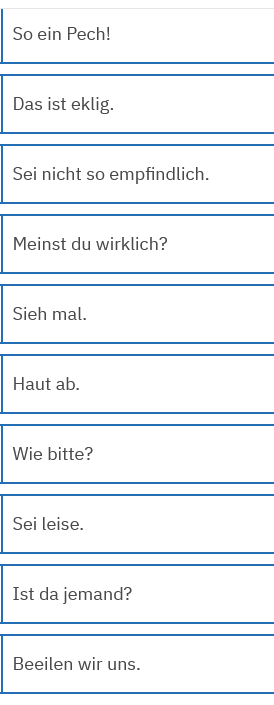 So ein Pech!
Das ist eklig.
Sei nicht so empfindlich.
Meinst du wirklich?
Sieh mal.
Haut ab.
Wie bitte?
Sei leise.
Ist da jemand?
Beeilen wir uns.